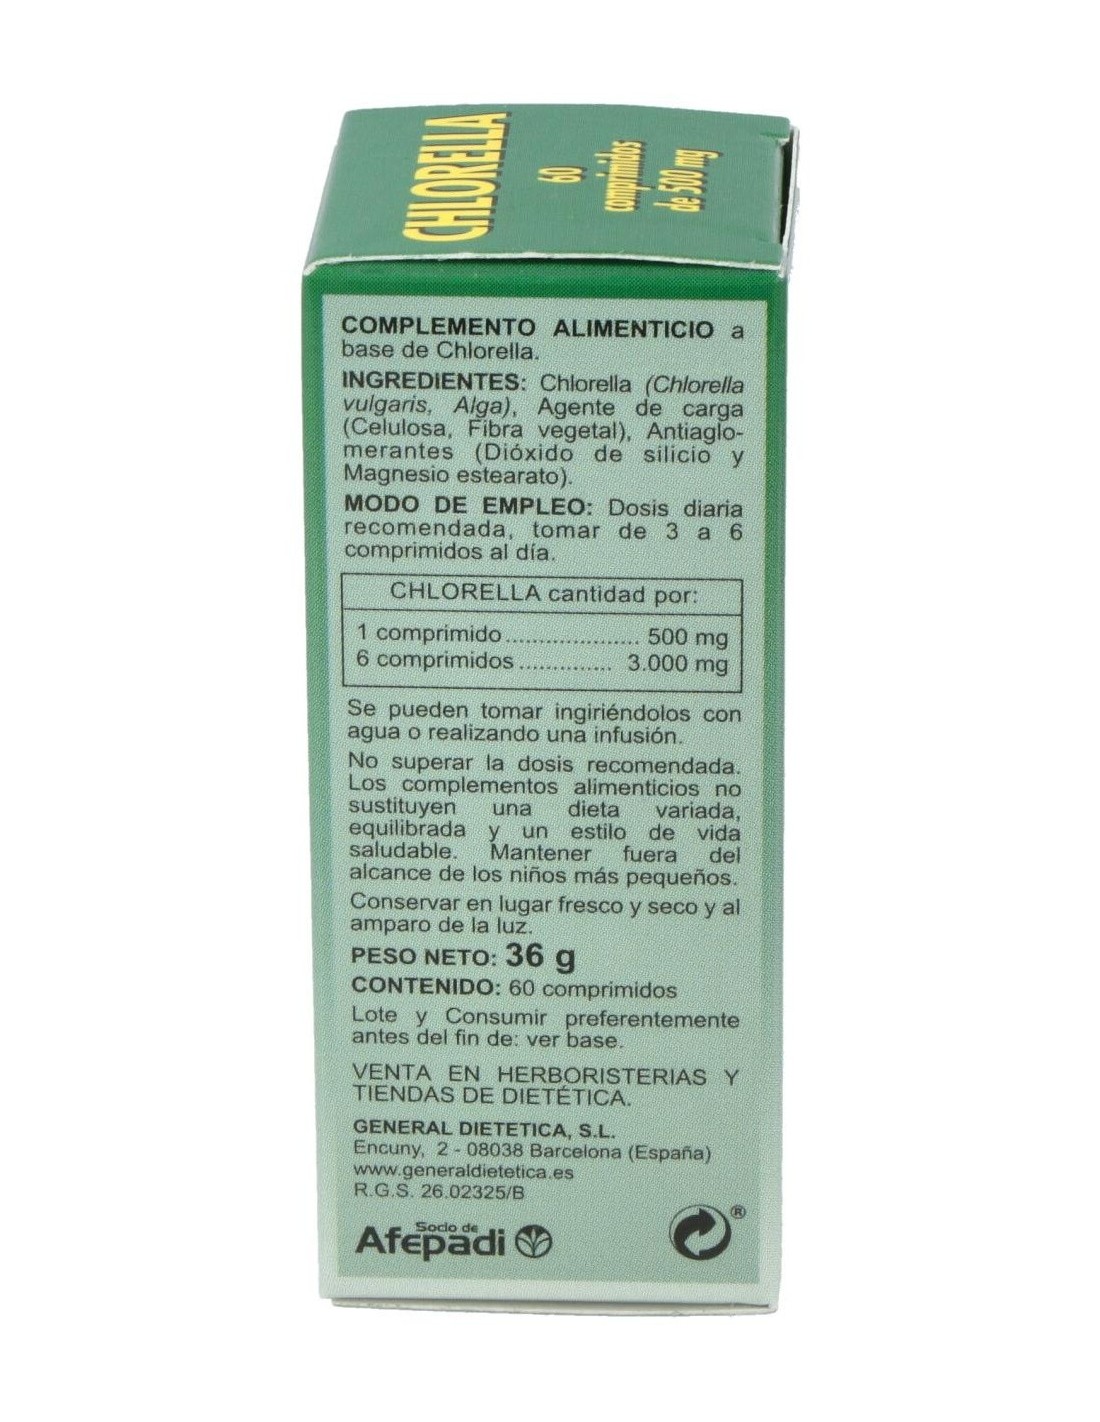 CHLORELLA
60
comprimidos
de 500 mg
COMPLEMENTO ALIMENTICIO a
base de Chlorella.
INGREDIENTES: Chlorella (Chlorella
vulgaris, Alga), Agente de carga
(Celulosa, Fibra vegetal), Antiaglo-
merantes (Dióxido de silicio y
Magnesio estearato).
MODO DE EMPLEO: Dosis diaria
recomendada, tomar de 3 a 6
comprimidos al día.
CHLORELLA cantidad por:
1 comprimido.................... 500 mg
6 comprimidos.............. 3.000 mg
Se pueden tomar ingiriéndolos con
agua o realizando una infusión.
No superar la dosis recomendada.
Los complementos alimenticios no
sustituyen una dieta variada,
equilibrada y un estilo de vida
saludable. Mantener fuera del
alcance de los niños más pequeños.
Conservar en lugar fresco y seco y al
amparo de la luz.
PESO NETO: 36 g
CONTENIDO: 60 comprimidos
Lote y Consumir preferentemente
antes del fin de: ver base.
VENTA EN HERBORISTERIAS Y
TIENDAS DE DIETÉTICA.
GENERAL DIETETICA, S.L.
Encuny, 2 - 08038 Barcelona (España)
www.generaldietetica.es
R.G.S. 26.02325/B
Socio de
Afepadi
®